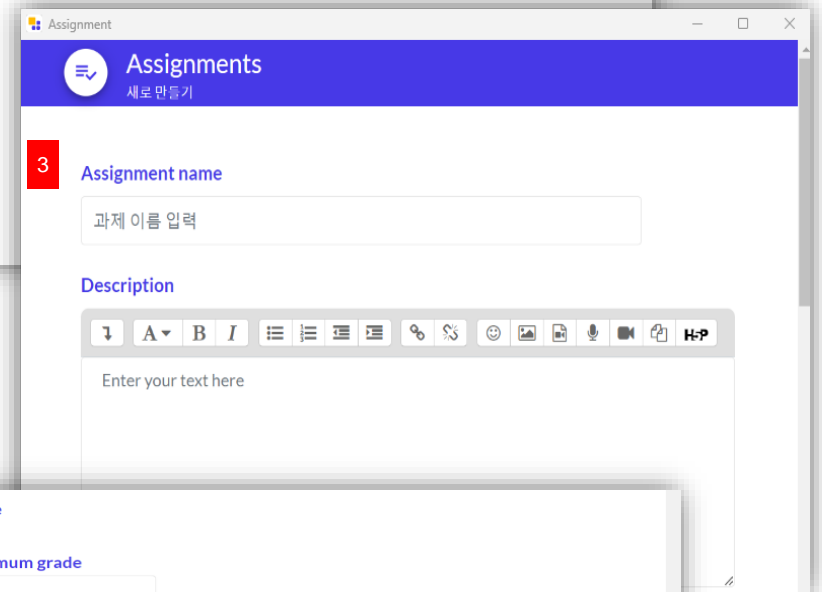 Assignment
Assignments
새로 만들기
3
Assignment name
과제 이름 입력
Description
A B I H5P
Enter your text here
mum grade